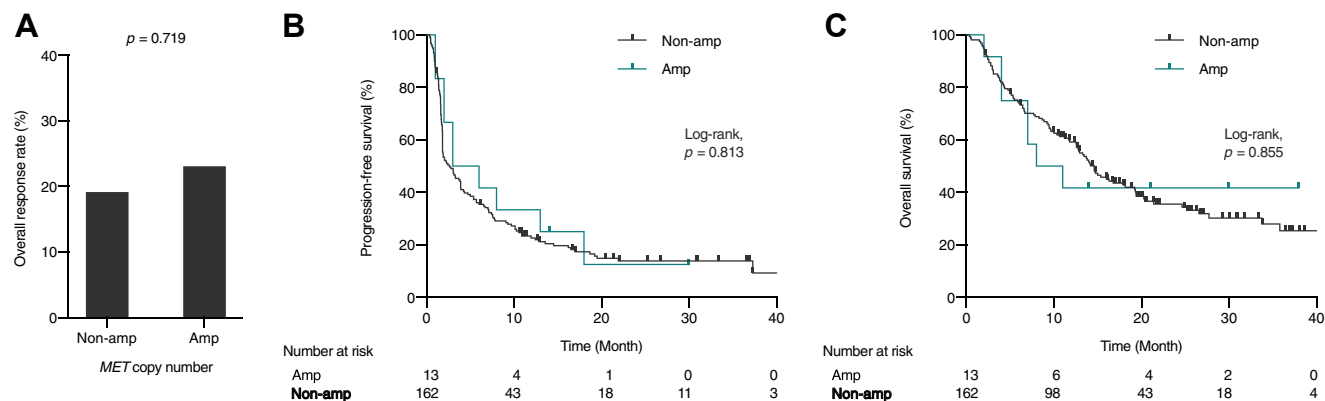 A
p = 0.719
40
30
20
10
0
Overall response rate (%)
Non-amp
Amp
MET copy number
B
Non-amp
Amp
Log-rank,
p = 0.813
100
80
60
40
20
0
Progression-free survival (%)
0 10 20 30 40
Time (Month)
Number at risk
Amp 13 4 1 0 0
Non-amp 162 43 18 11 3
C
Non-amp
Amp
Log-rank,
p = 0.855
100
80
60
40
20
0
Overall survival (%)
0 10 20 30 40
Time (Month)
Number at risk
Amp 13 6 4 2 0
Non-amp 162 98 43 18 4